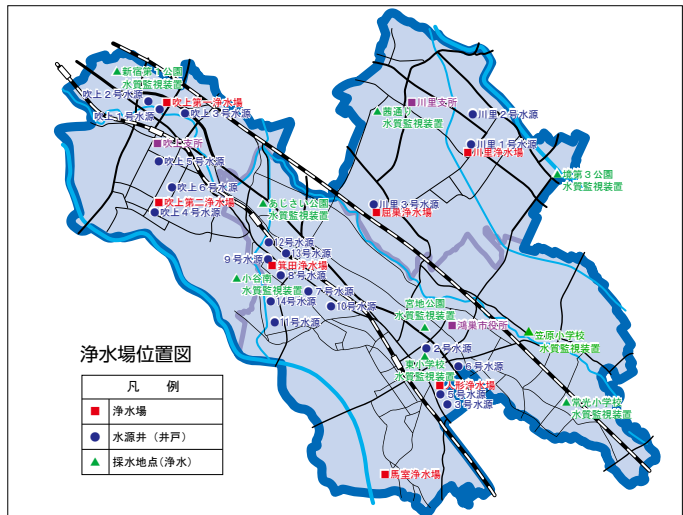 新宿第1公園
水質監視装置
吹上2号水源
吹上第一浄水場
吹上1号水源
吹上3号水源
吹上支所
吹上5号水源
吹上6号水源
吹上第二浄水場
吹上4号水源
川里支所
茜通り
水質監視装置
川里2号水源
川里1号水源
川里浄水場
境第3公園
水質監視装置
川里3号水源
屈巣浄水場
あじさい公園
水質監視装置
12号水源
13号水源
9号水源
箕田浄水場
8号水源
小谷南
水質監視装置
7号水源
14号水源
10号水源
11号水源
宮地公園
水質監視装置
鴻巣市役所
笠原小学校
水質監視装置
2号水源
東小学校
水質監視装置
6号水源
人形浄水場
5号水源
3号水源
常光小学校
水質監視装置
馬室浄水場
浄水場位置図
凡 例
浄水場
水源井(井戸)
採水地点(浄水)